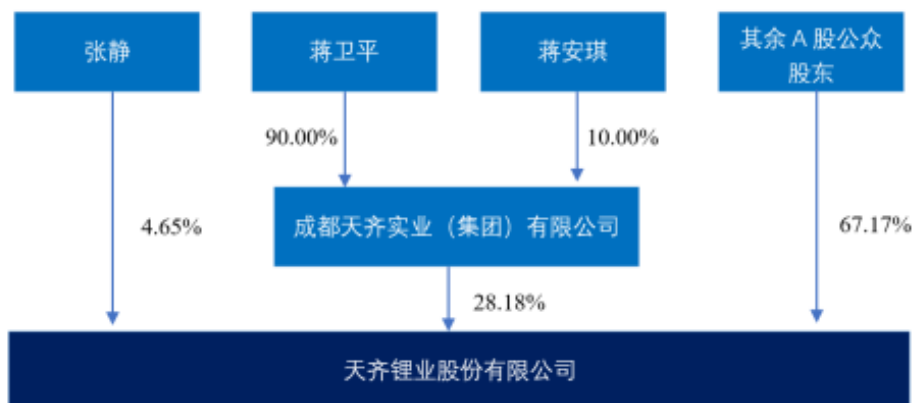 张静
蒋卫平
蒋安琪
其余 A 股公众
股东
90.00%
10.00%
4.65%
成都天齐实业（集团）有限公司
67.17%
28.18%
天齐锂业股份有限公司